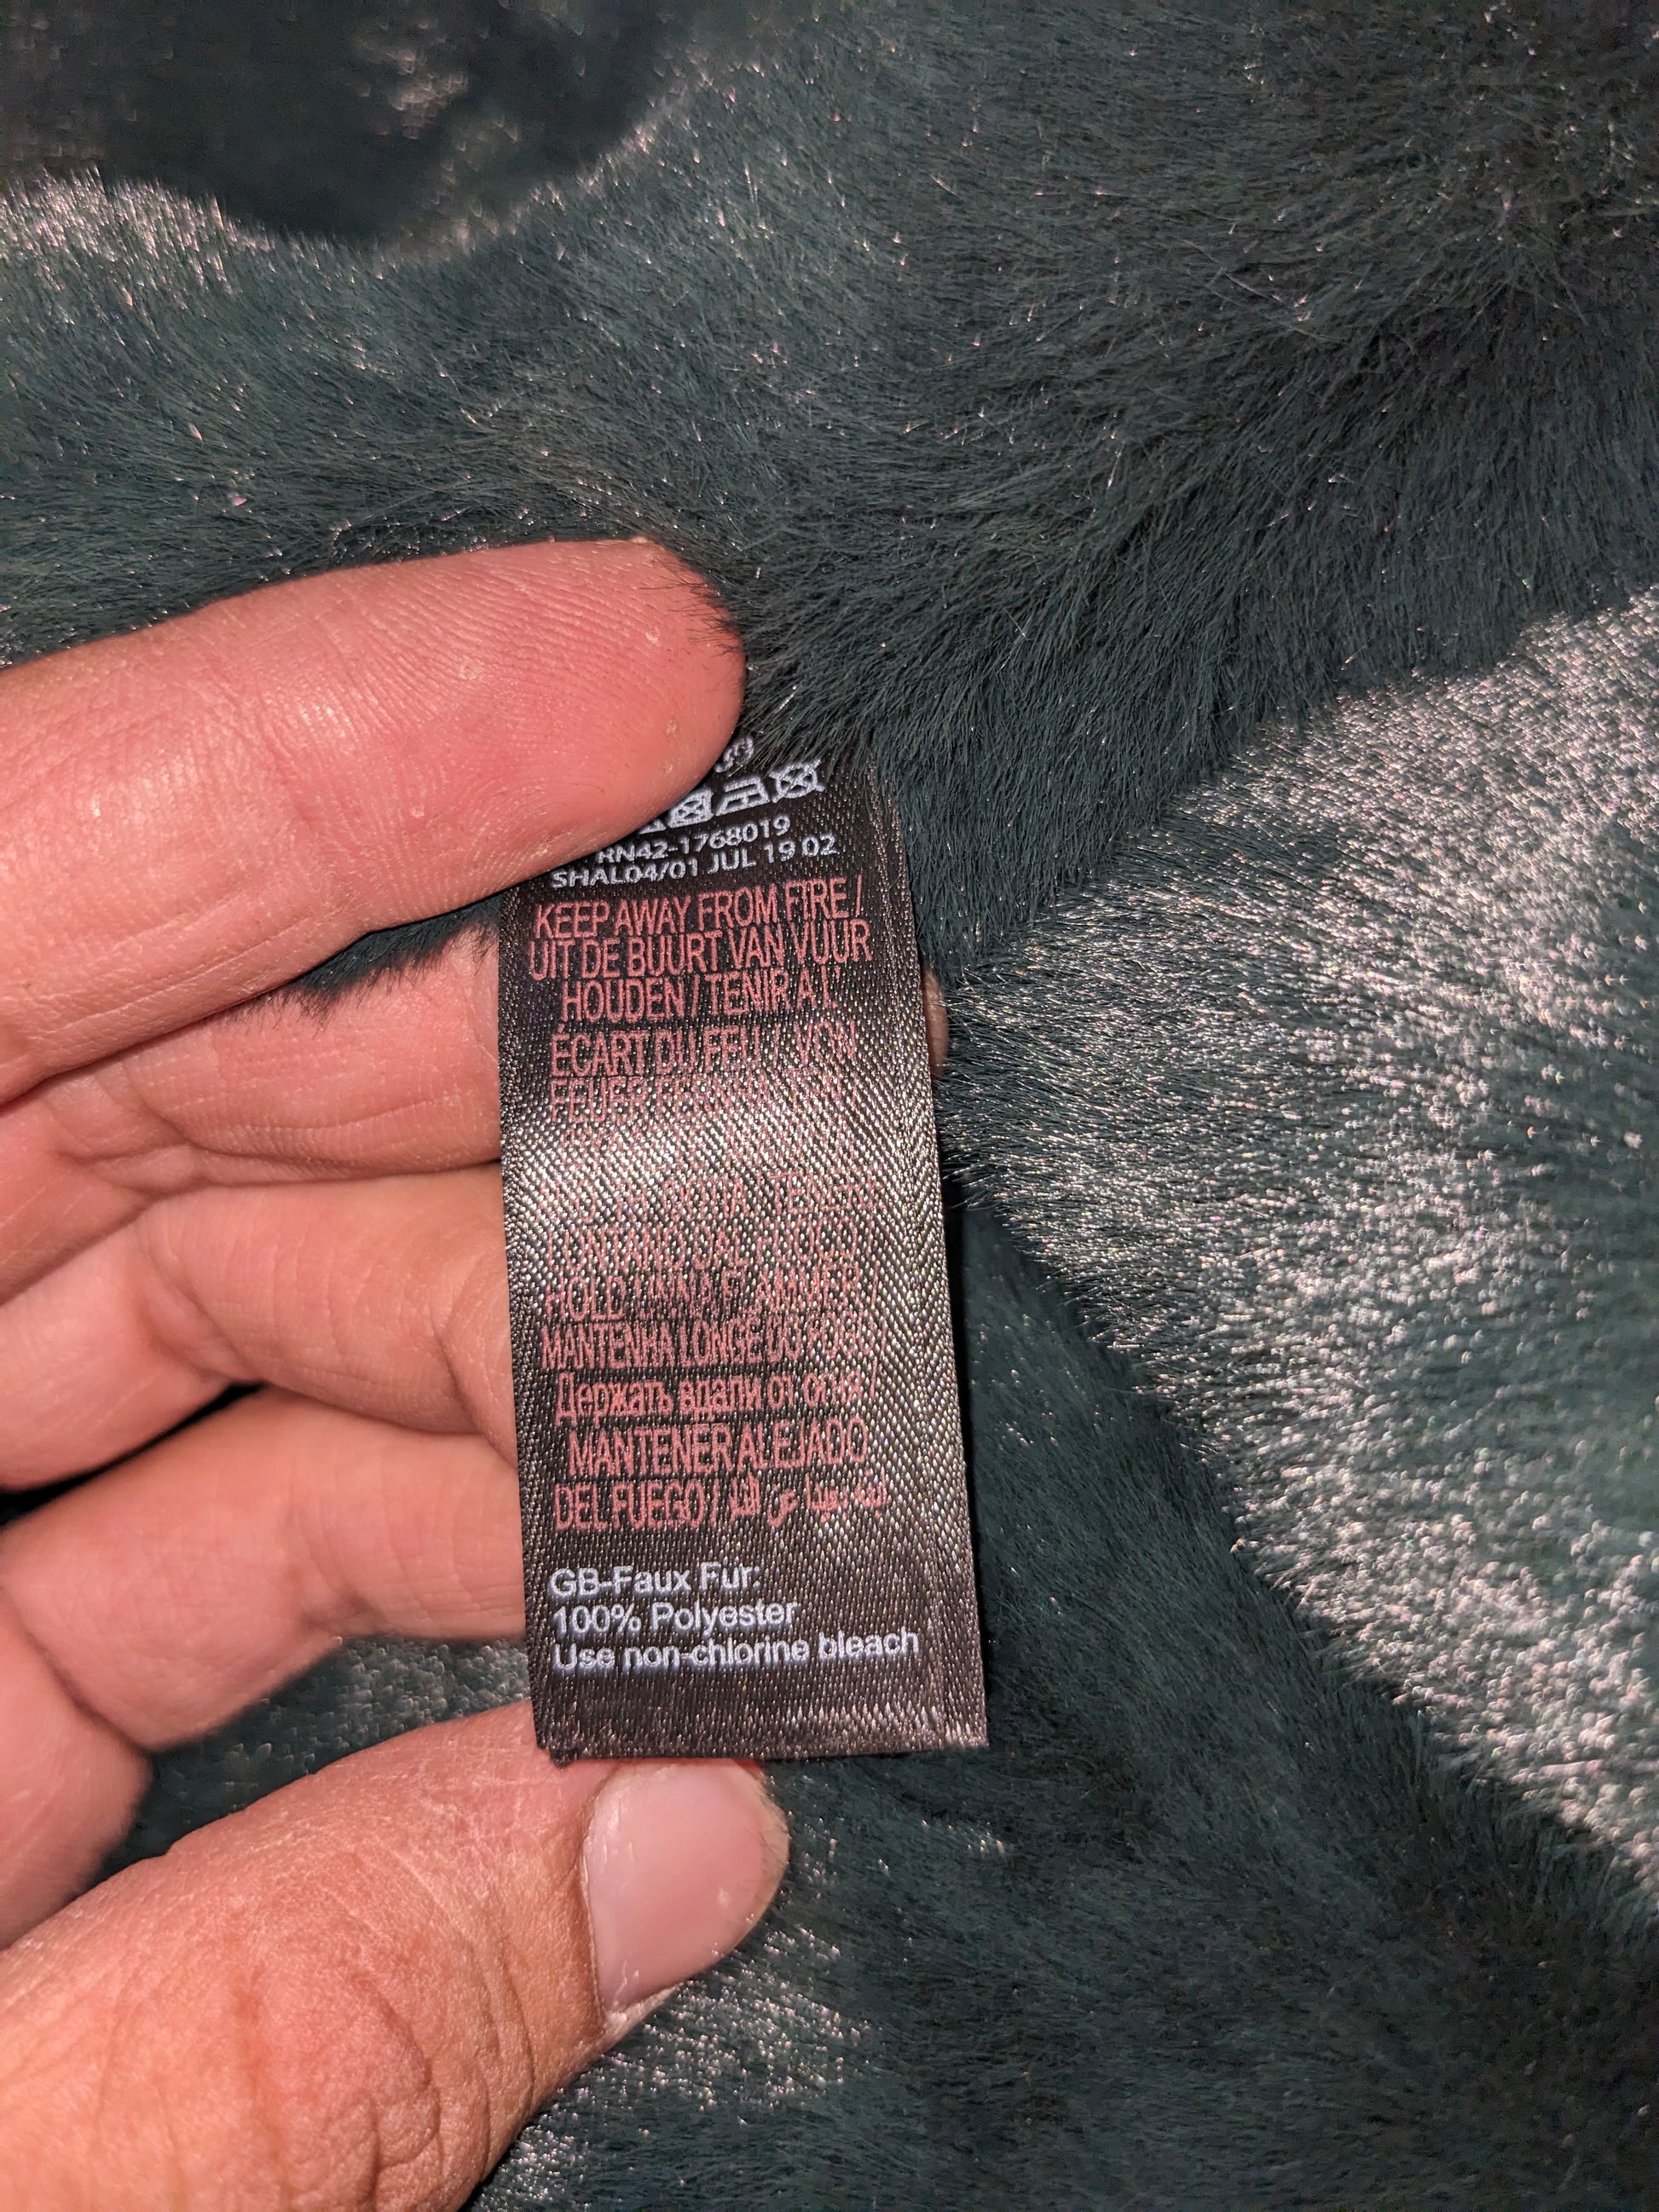 RN42-1768019
SHAL04/01 JUL 19 02
KEEP AWAY FROM FIRE /
UIT DE BUURT VAN VUUR
HOUDEN / TENIR A L'
ÉCART DU FEU / VON
FEUER
MANTENHA LONGE DO FOGO
Держать вдали от огня /
MANTENER ALEJADO
DEL FUEGO /
GB-Faux Fur:
100% Polyester
Use non-chlorine bleach